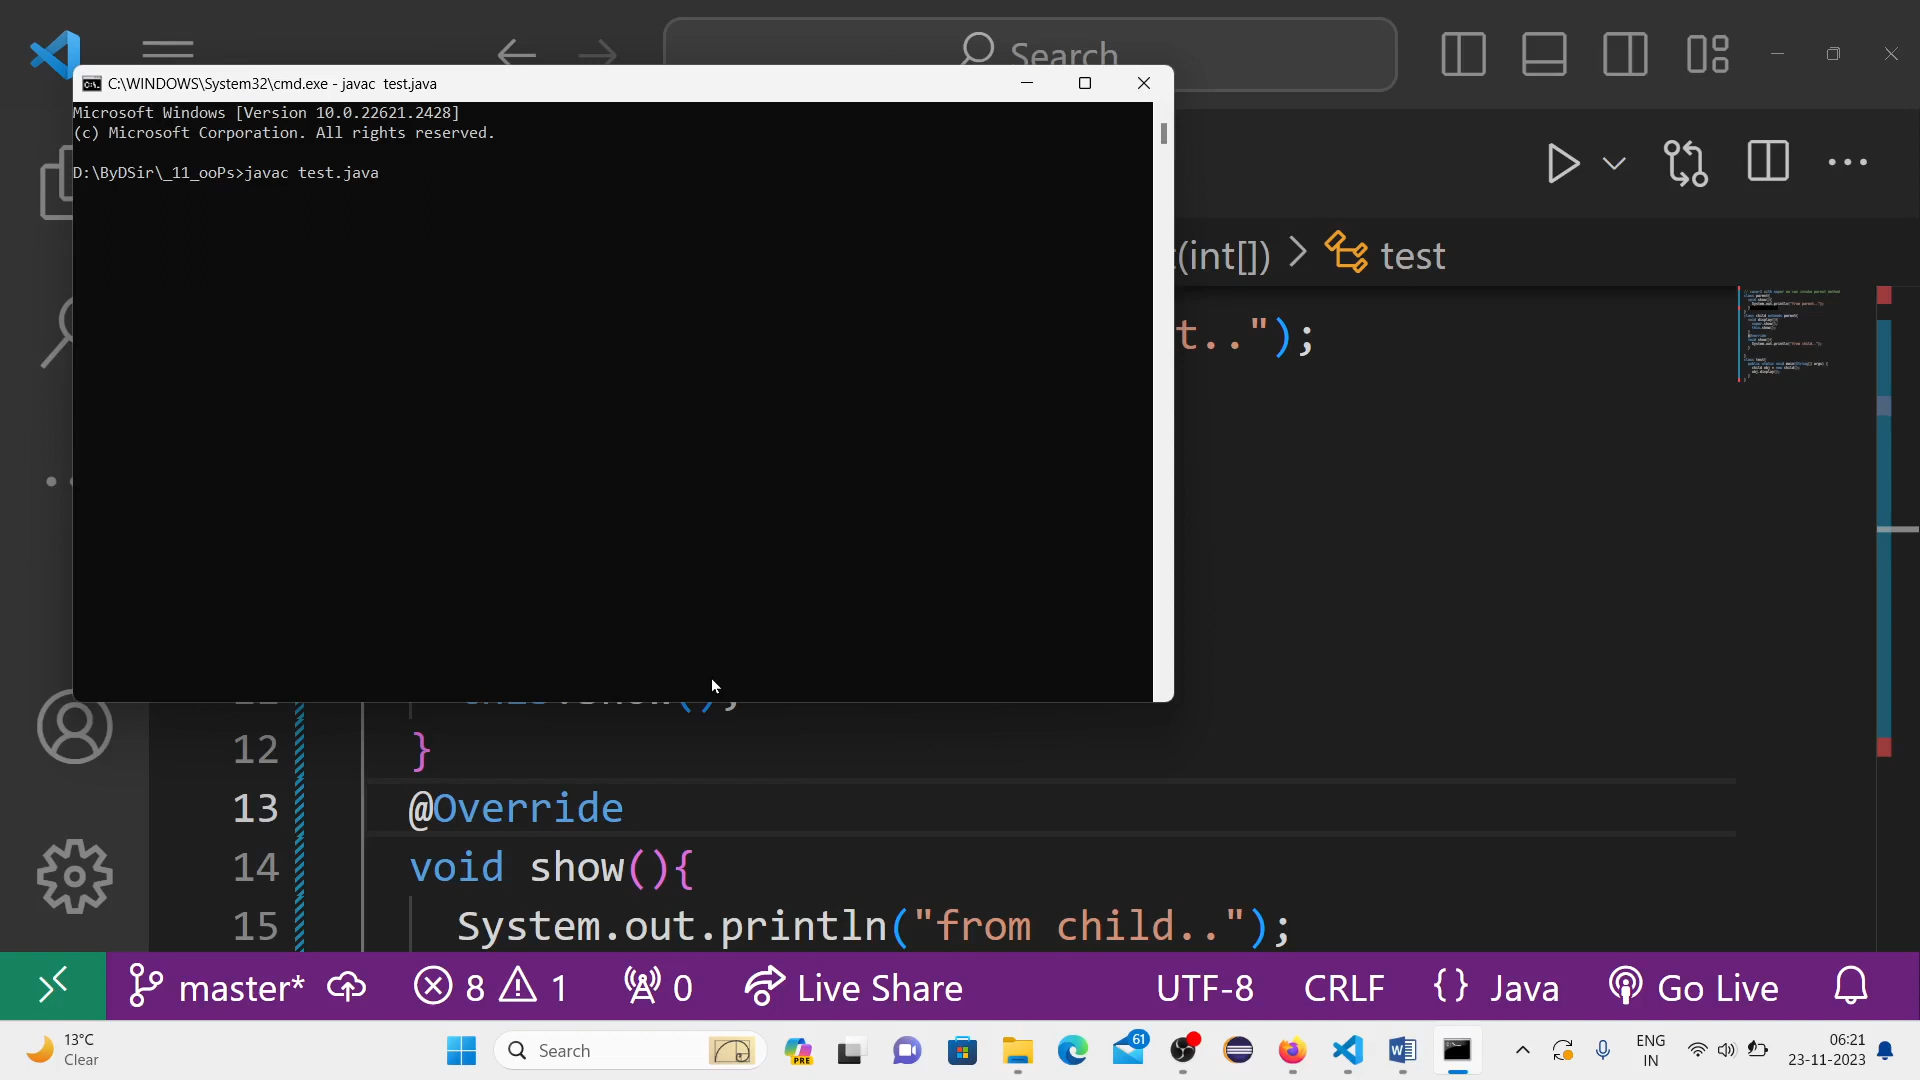 Search
C:\WINDOWS\System32\cmd.exe - javac  test.java
Microsoft Windows [Version 10.0.22621.2428]
(c) Microsoft Corporation. All rights reserved.
D:\ByDSir\_11_ooPs>javac test.java
(int[]) > test
t..");
12 }
13 @Override
14 void show(){
15 System.out.println("from child..");
master* 8 1 0 Live Share UTF-8 CRLF {} Java Go Live
13°C
Clear
Search
PRE
61
ENG
IN
06:21
23-11-2023